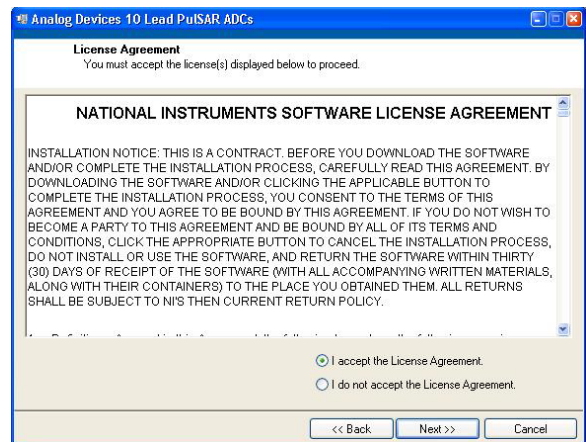 Analog Devices 10 Lead PulSAR ADCs
License Agreement
You must accept the license(s) displayed below to proceed.
NATIONAL INSTRUMENTS SOFTWARE LICENSE AGREEMENT
INSTALLATION NOTICE: THIS IS A CONTRACT. BEFORE YOU DOWNLOAD THE SOFTWARE
AND/OR COMPLETE THE INSTALLATION PROCESS, CAREFULLY READ THIS AGREEMENT. BY
DOWNLOADING THE SOFTWARE AND/OR CLICKING THE APPLICABLE BUTTON TO
COMPLETE THE INSTALLATION PROCESS, YOU CONSENT TO THE TERMS OF THIS
AGREEMENT AND YOU AGREE TO BE BOUND BY THIS AGREEMENT. IF YOU DO NOT WISH TO
BECOME A PARTY TO THIS AGREEMENT AND BE BOUND BY ALL OF ITS TERMS AND
CONDITIONS, CLICK THE APPROPRIATE BUTTON TO CANCEL THE INSTALLATION PROCESS,
DO NOT INSTALL OR USE THE SOFTWARE, AND RETURN THE SOFTWARE WITHIN THIRTY
(30) DAYS OF RECEIPT OF THE SOFTWARE (WITH ALL ACCOMPANYING WRITTEN MATERIALS,
ALONG WITH THEIR CONTAINERS) TO THE PLACE YOU OBTAINED THEM. ALL RETURNS
SHALL BE SUBJECT TO NI'S THEN CURRENT RETURN POLICY.
I accept the License Agreement.
I do not accept the License Agreement.
<< Back
Next >>
Cancel